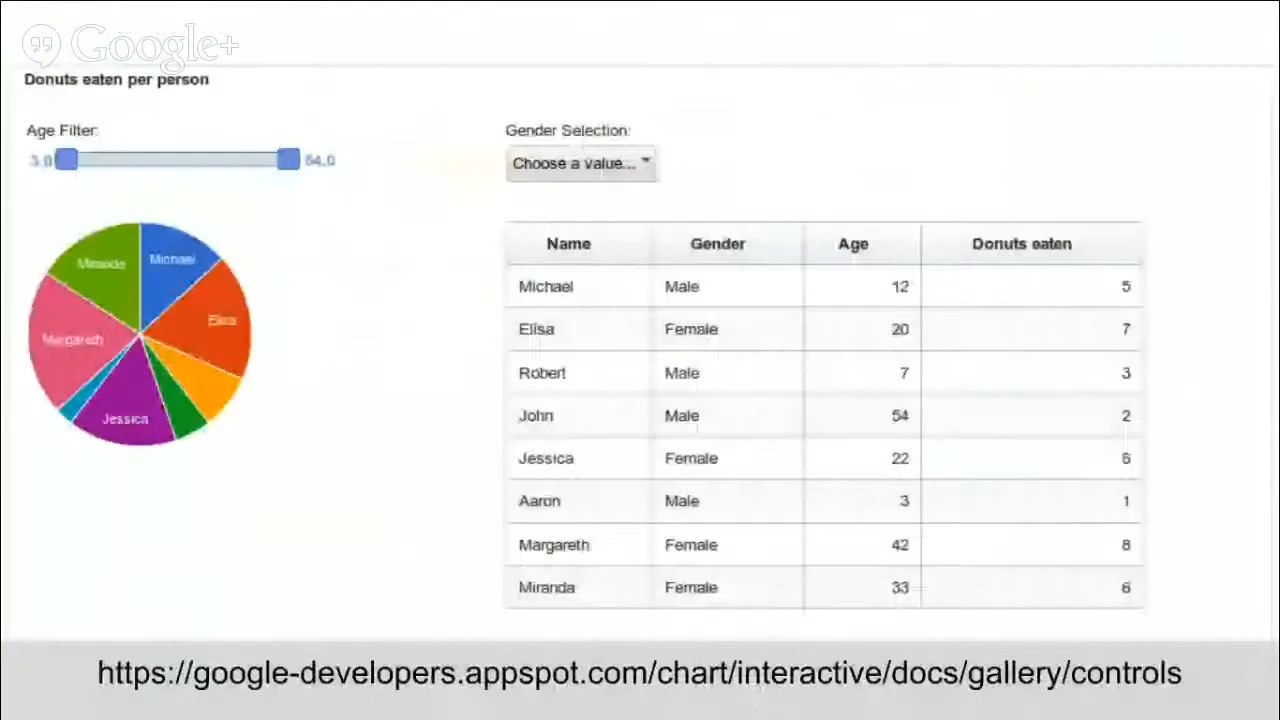 Google+
Donuts eaten per person
Age Filter:
54.0
Gender Selection:
Choose a value...
Michael
Elisa
Jessica
Margareth
Miranda
Name Gender Age Donuts eaten
Michael Male 12 5
Elisa Female 20 7
Robert Male 7 3
John Male 54 2
Jessica Female 22 6
Aaron Male 3 1
Margareth Female 42 8
Miranda Female 33 6
https://google-developers.appspot.com/chart/interactive/docs/gallery/controls